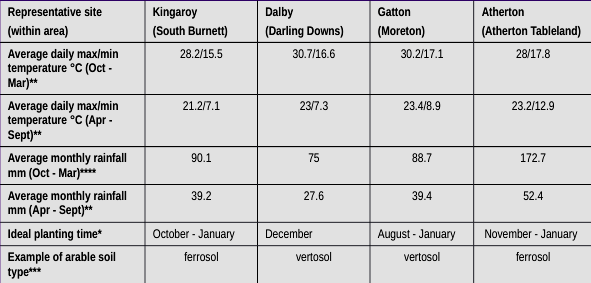 Representative site Kingaroy Dalby Gatton Atherton
(within area) (South Burnett) (Darling Downs) (Moreton) (Atherton Tableland)
Average daily max/min 28.2/15.5 30.7/16.6 30.2/17.1 28/17.8
temperature °C (Oct -
Mar)**
Average daily max/min 21.2/7.1 23/7.3 23.4/8.9 23.2/12.9
temperature °C (Apr -
Sept)**
Average monthly rainfall 90.1 75 88.7 172.7
mm (Oct - Mar)****
Average monthly rainfall 39.2 27.6 39.4 52.4
mm (Apr - Sept)**
Ideal planting time* October - January December August - January November - January
Example of arable soil ferrosol vertosol vertosol ferrosol
type***